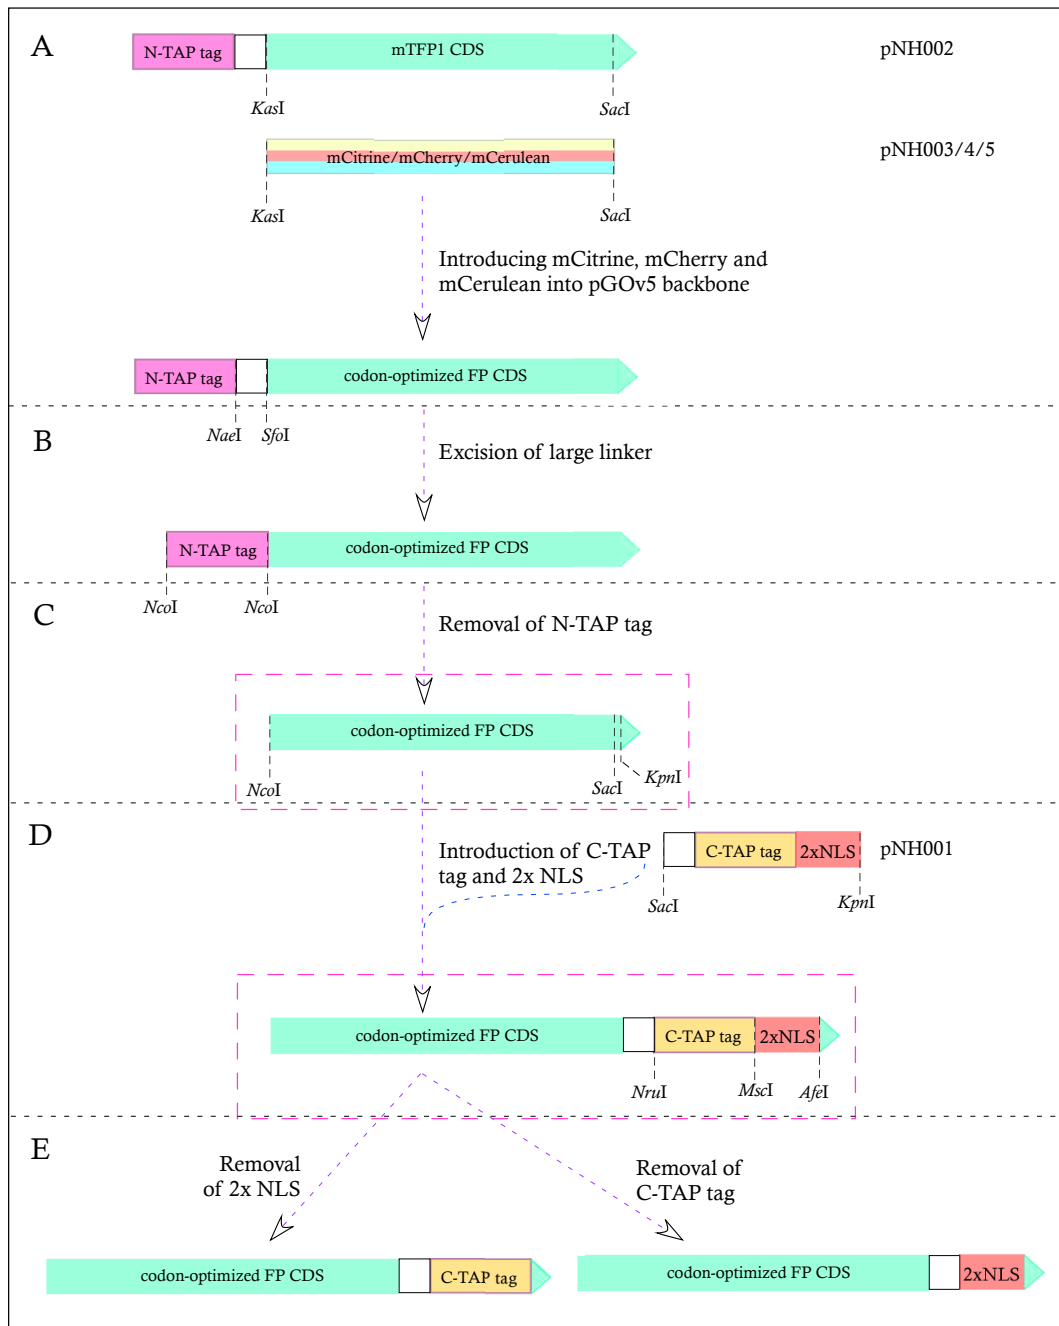 A
N-TAP tag
mTFP1 CDS
pNH002
KasI
SacI
mCitrine/mCherry/mCerulean
pNH003/4/5
KasI
SacI
Introducing mCitrine, mCherry and
mCerulean into pGOv5 backbone
N-TAP tag
codon-optimized FP CDS
NaeI
SfoI
B
Excision of large linker
N-TAP tag
codon-optimized FP CDS
NcoI
NcoI
C
Removal of N-TAP tag
codon-optimized FP CDS
NcoI
SacI
KpnI
D
Introduction of C-TAP
tag and 2x NLS
C-TAP tag
2xNLS
pNH001
SacI
KpnI
codon-optimized FP CDS
C-TAP tag
2xNLS
NruI
MscI
AfeI
E
Removal
of 2x NLS
Removal of
C-TAP tag
codon-optimized FP CDS
C-TAP tag
codon-optimized FP CDS
2xNLS